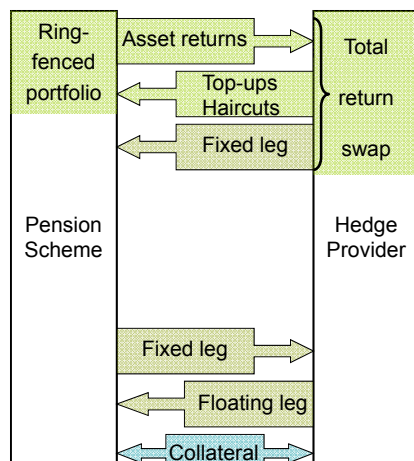 Ring-
fenced
portfolio
Asset returns
Top-ups
Haircuts
Fixed leg
Total
return
swap
Pension
Scheme
Hedge
Provider
Fixed leg
Floating leg
Collateral